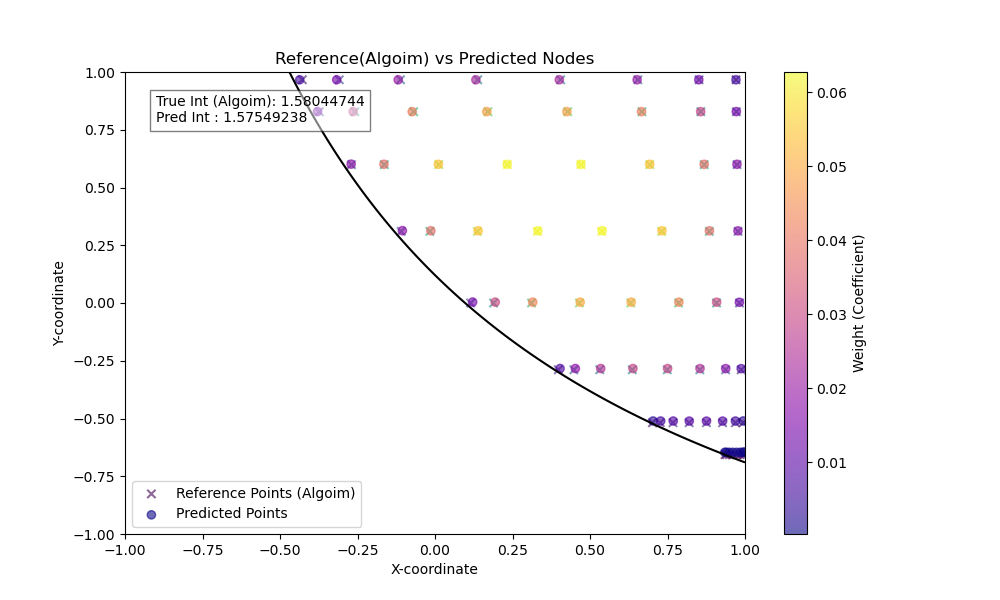 Reference(Algoim) vs Predicted Nodes
True Int (Algoim): 1.58044744
Pred Int : 1.57549238
1.00
0.75
0.50
0.25
0.00
−0.25
−0.50
−0.75
−1.00
Y-coordinate
Reference Points (Algoim)
Predicted Points
−1.00 −0.75 −0.50 −0.25 0.00 0.25 0.50 0.75 1.00
X-coordinate
0.06
0.05
0.04
0.03
0.02
0.01
Weight (Coefficient)